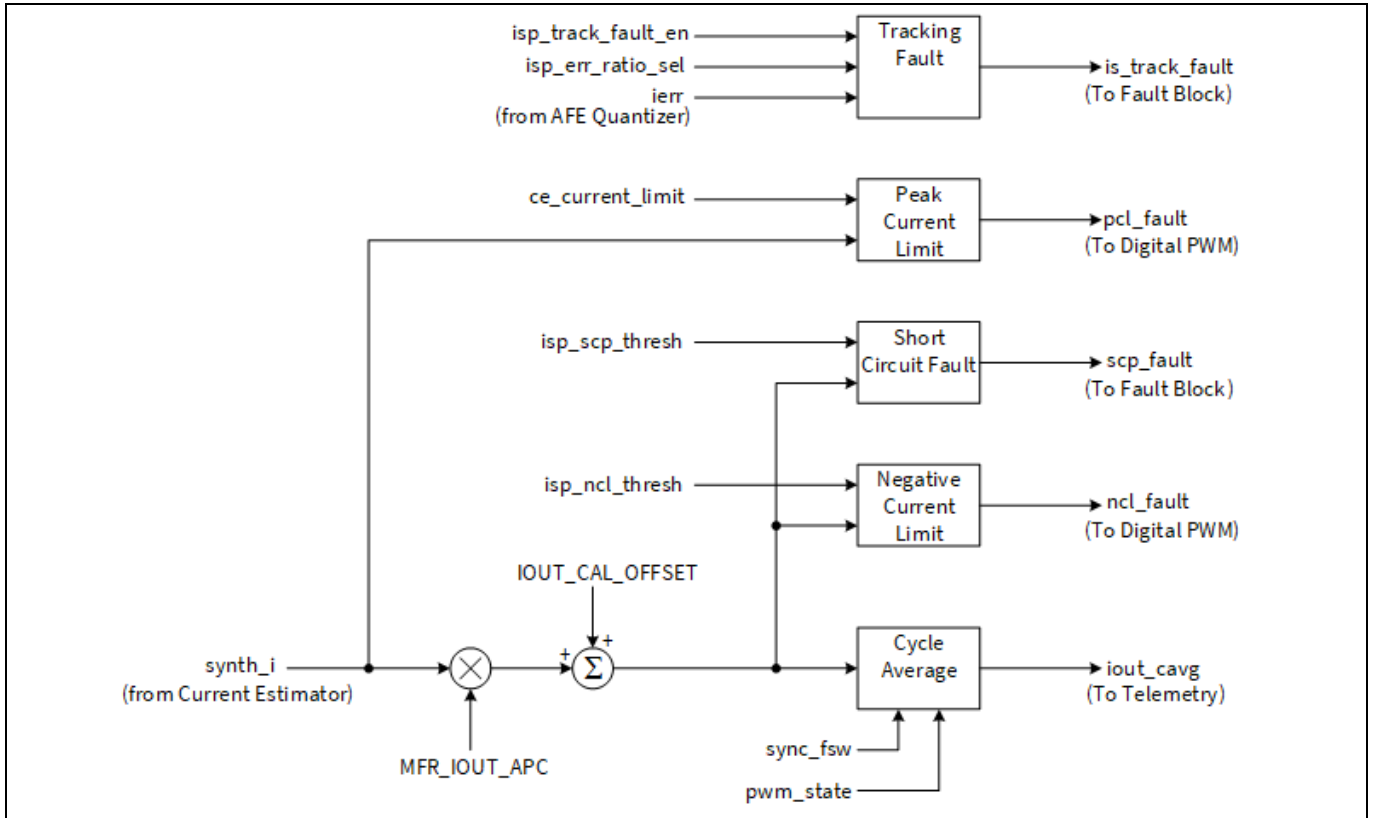 isp_track_fault_en
isp_err_ratio_sel
ierr
(from AFE Quantizer)
Tracking
Fault
is_track_fault
(To Fault Block)
ce_current_limit
Peak
Current
Limit
pcl_fault
(To Digital PWM)
isp_scp_thresh
Short
Circuit Fault
scp_fault
(To Fault Block)
isp_ncl_thresh
Negative
Current
Limit
ncl_fault
(To Digital PWM)
IOUT_CAL_OFFSET
+
+
Σ
synth_i
(from Current Estimator)
MFR_IOUT_APC
Cycle
Average
iout_cavg
(To Telemetry)
sync_fsw
pwm_state